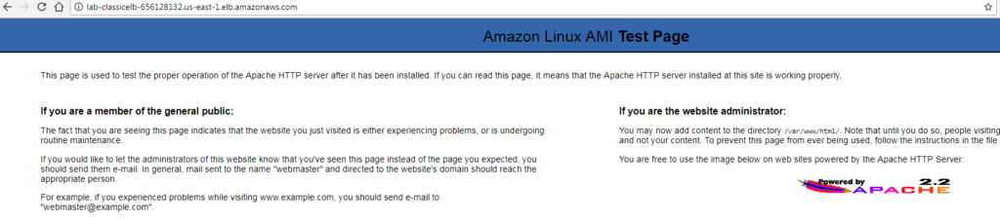 lab-classicelb-656128132.us-east-1.elb.amazonaws.com
Amazon Linux AMI Test Page
This page is used to test the proper operation of the Apache HTTP server after it has been installed. If you can read this page, it means that the Apache HTTP server installed at this site is working properly.
If you are a member of the general public:
The fact that you are seeing this page indicates that the website you just visited is either experiencing problems, or is undergoing
routine maintenance.
If you would like to let the administrators of this website know that you've seen this page instead of the page you expected, you
should send them e-mail. In general, mail sent to the name "webmaster" and directed to the website's domain should reach the
appropriate person.
For example, if you experienced problems while visiting www.example.com, you should send e-mail to
"webmaster@example.com".
If you are the website administrator:
You may now add content to the directory /var/www/html/. Note that until you do so, people visiting
and not your content. To prevent this page from ever being used, follow the instructions in the file
You are free to use the image below on web sites powered by the Apache HTTP Server:
Powered by 2.2
APACHE